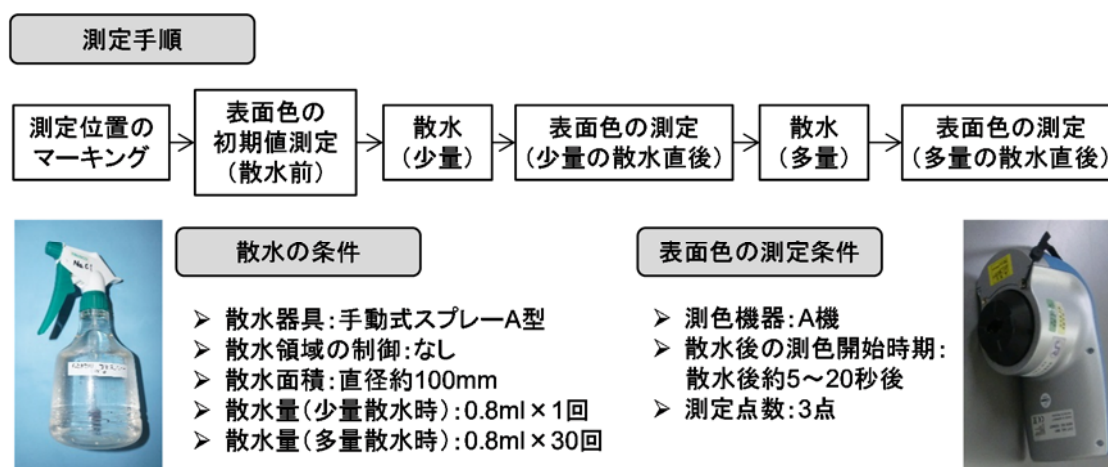 測定手順
測定位置の
マーキング
表面色の
初期値測定
(散水前)
散水
(少量)
表面色の測定
(少量の散水直後)
散水
(多量)
表面色の測定
(多量の散水直後)
散水の条件
➢ 散水器具:手動式スプレーA型
➢ 散水領域の制御:なし
➢ 散水面積:直径約100mm
➢ 散水量(少量散水時):0.8ml×1回
➢ 散水量(多量散水時):0.8ml×30回
表面色の測定条件
➢ 測色機器:A機
➢ 散水後の測色開始時期:
散水後約5~20秒後
➢ 測定点数:3点